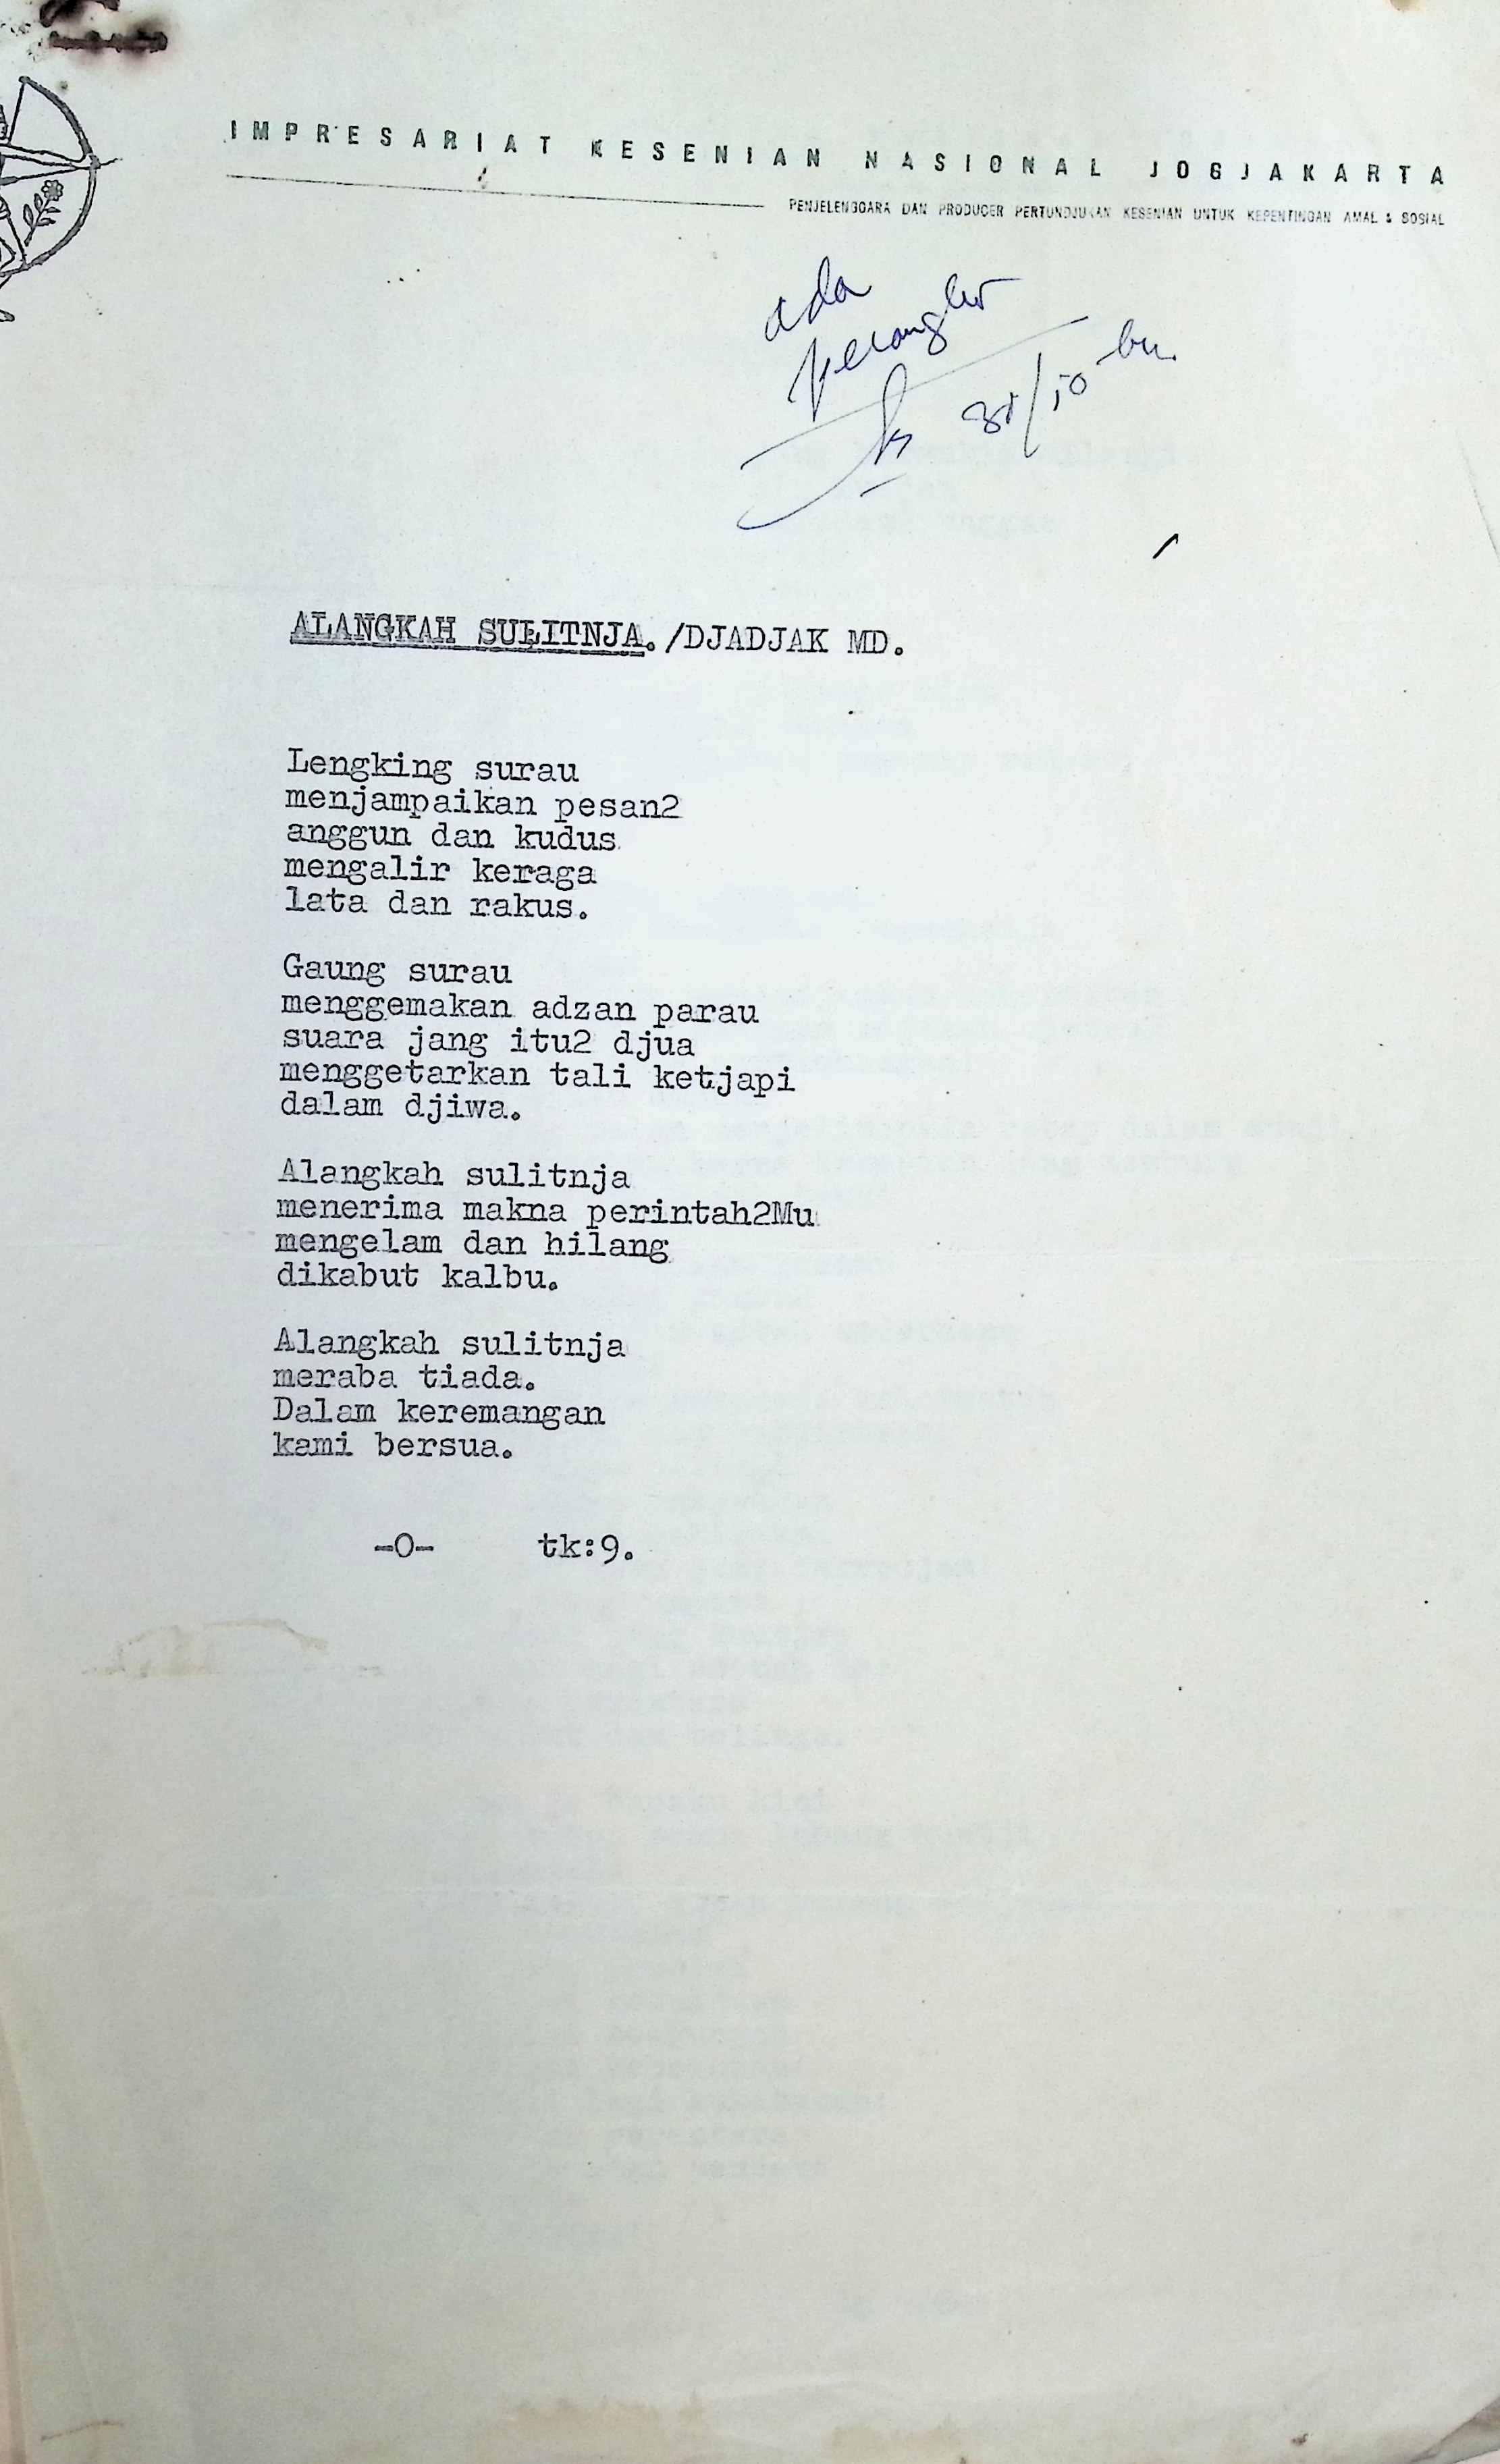 IMPRESARIAT KESENIAN NASIONAL JOGJAKARTA
PENJELENGGARA DAN PRODUCER PERTUNDJUKAN KESENIAN UNTUK KEPENTINGAN AMAL & SOSIAL
ada
31/10
ALANGKAH SULITNJA./DJADJAK MD.
Lengking surau
menjampaikan pesan2
anggun dan kudus
mengalir keraga
lata dan rakus.
Gaung surau
menggemakan adzan parau
suara jang itu2 djua
menggetarkan tali ketjapi
dalam djiwa.
Alangkah sulitnja
menerima makna perintah2Mu
mengelam dan hilang
dikabut kalbu.
Alangkah sulitnja
meraba tiada.
Dalam keremangan
kami bersua.
-O- tk:9.